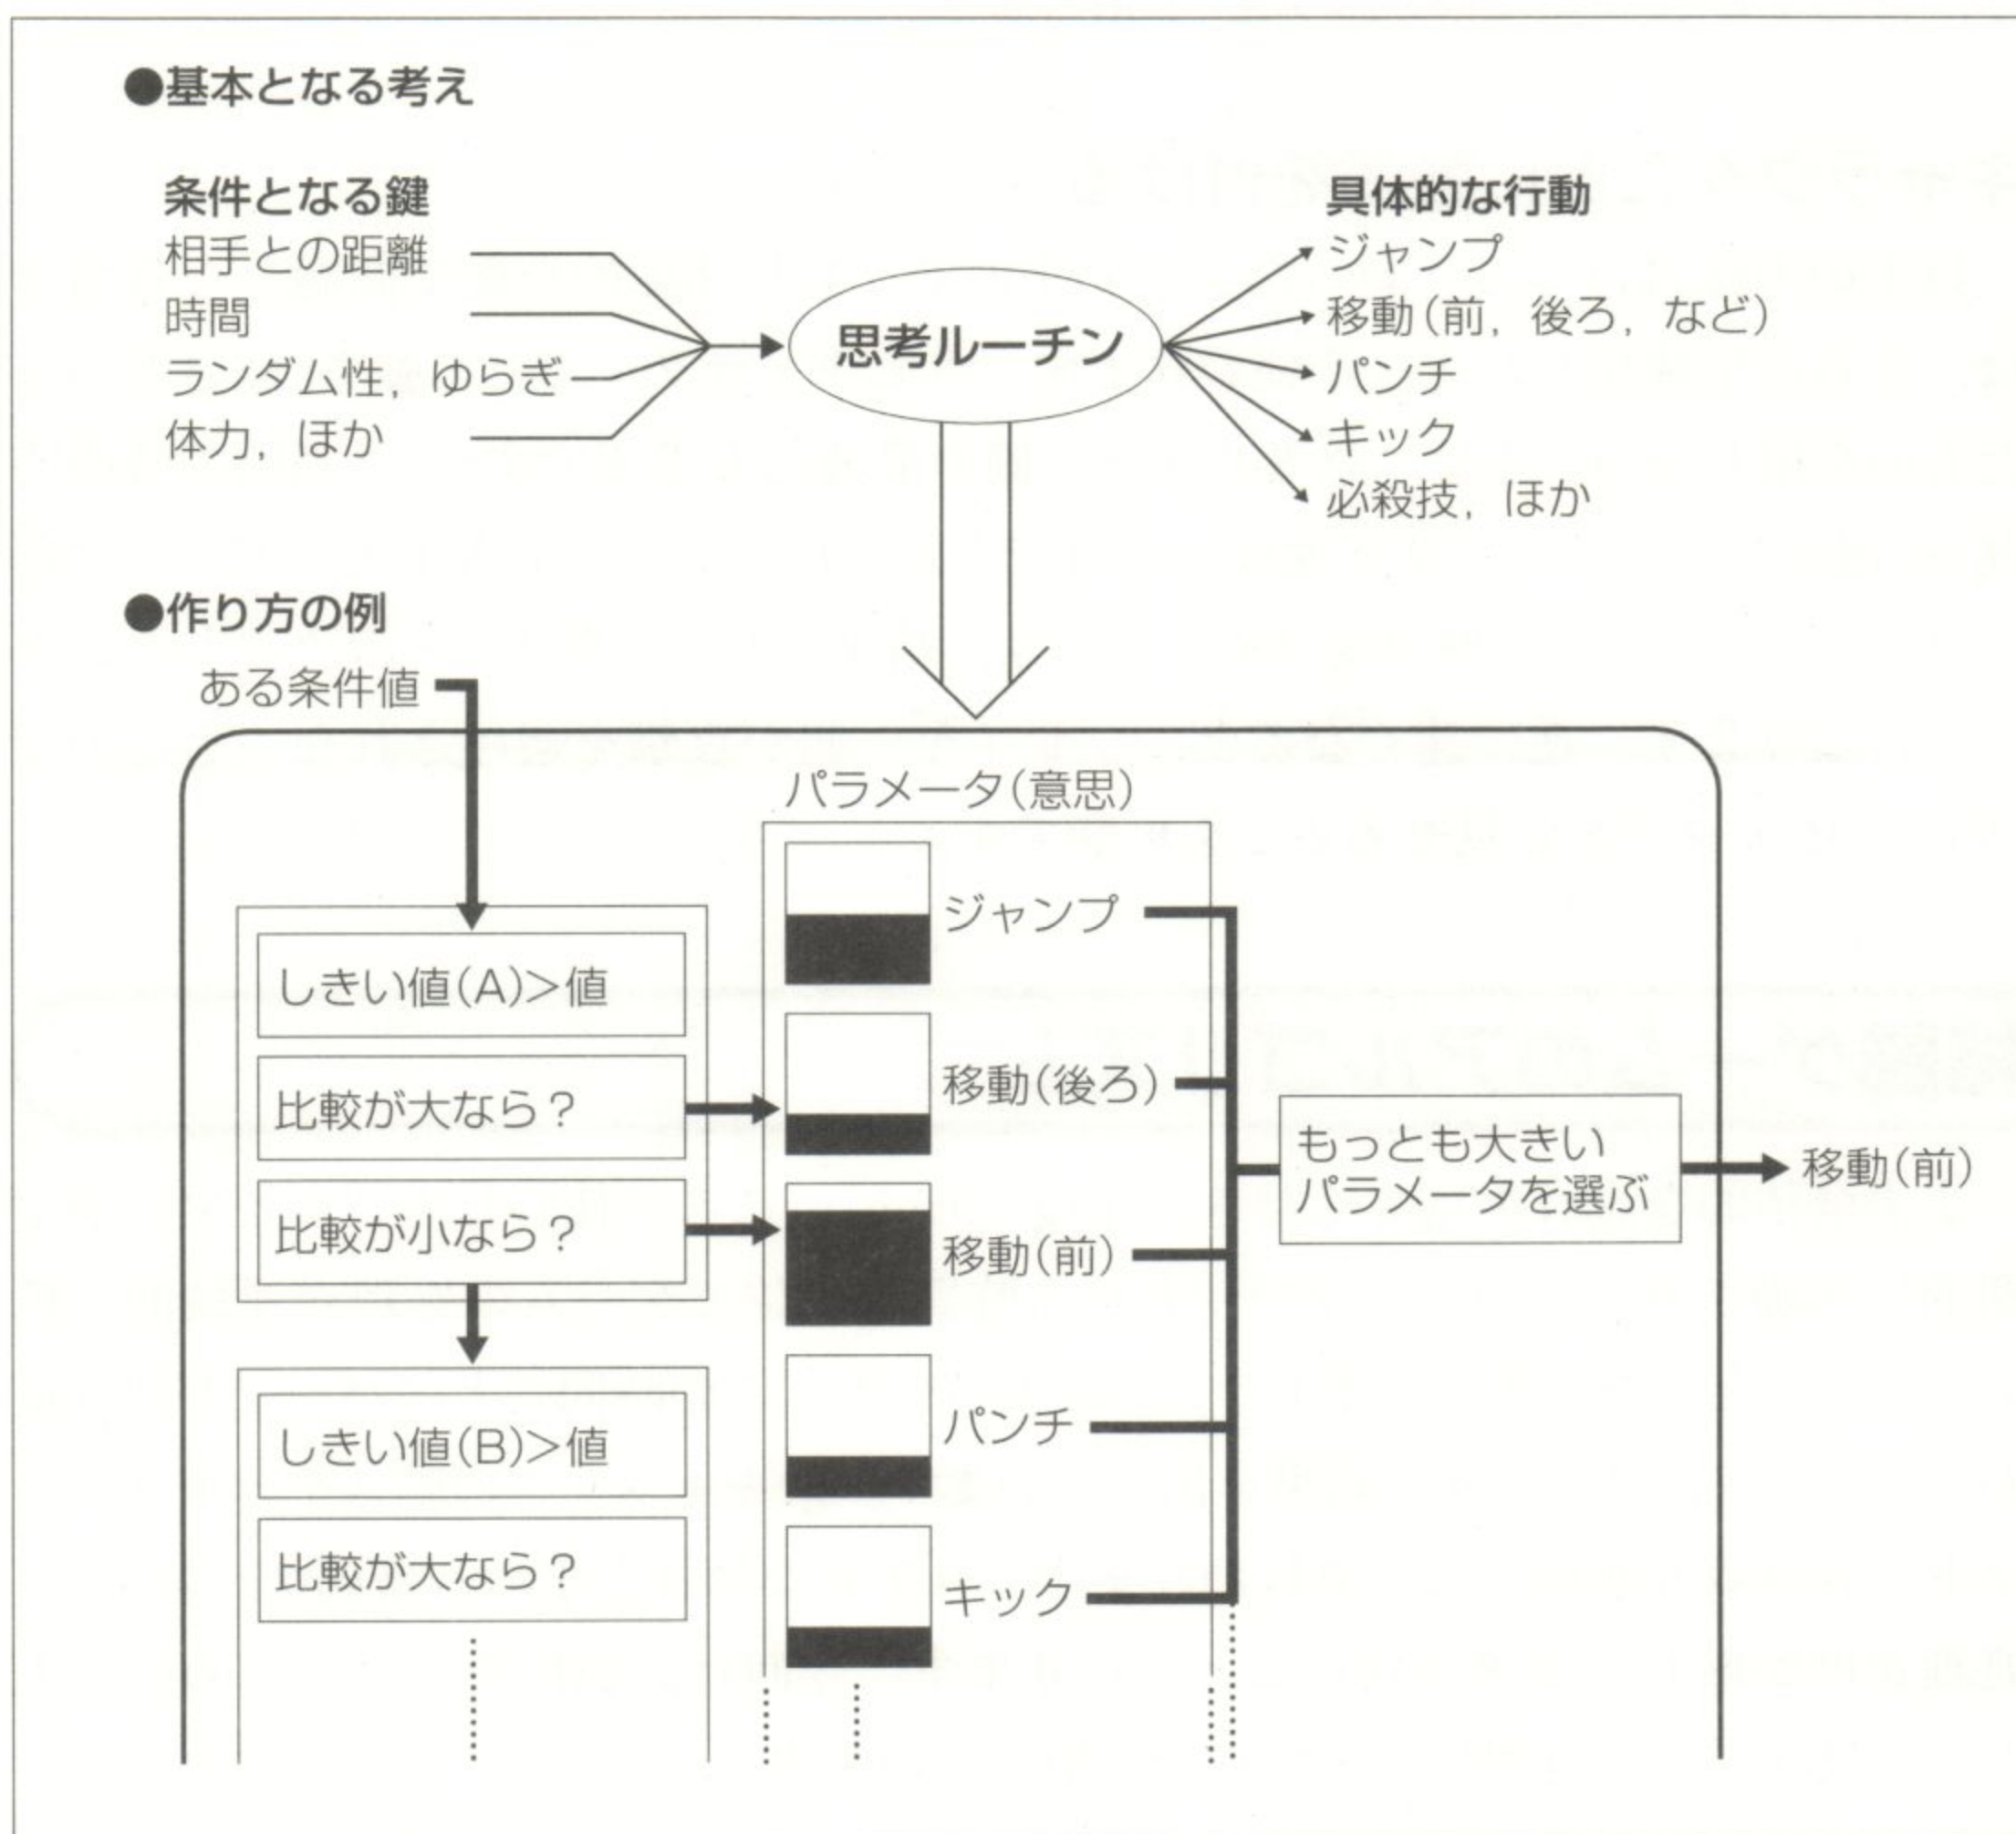 ●基本となる考え
条件となる鍵
相手との距離
時間
ランダム性，ゆらぎ
体力，ほか
思考ルーチン
具体的な行動
ジャンプ
移動(前，後ろ，など)
パンチ
キック
必殺技，ほか
●作り方の例
ある条件値
しきい値(A)>値
比較が大なら？
比較が小なら？
しきい値(B)>値
比較が大なら？
パラメータ(意思)
ジャンプ
移動(後ろ)
移動(前)
パンチ
キック
もっとも大きい
パラメータを選ぶ
移動(前)